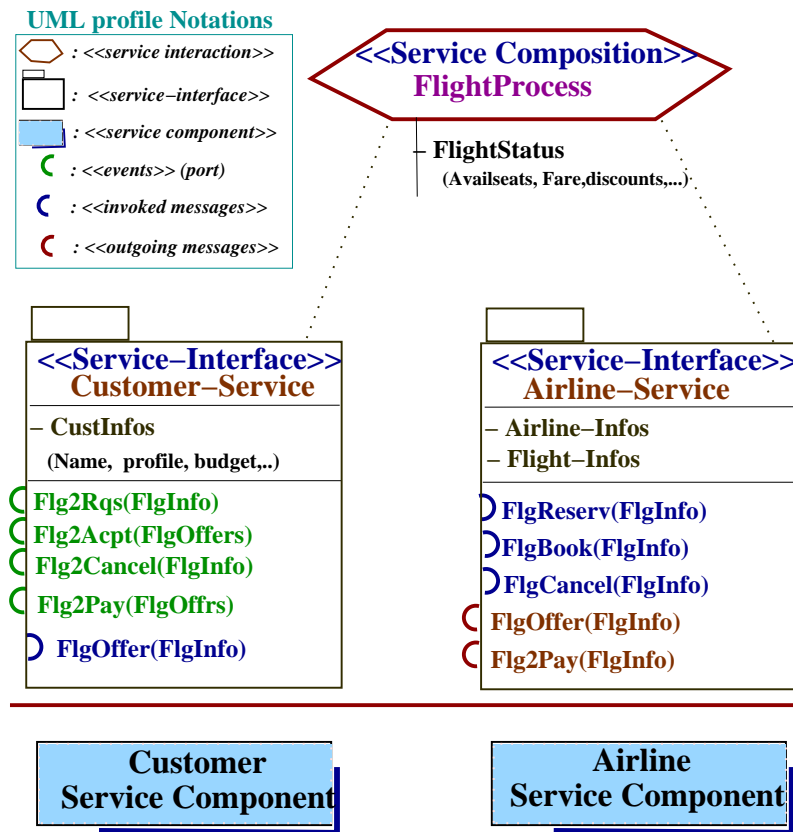 UML profile Notations
: <<service interaction>>
: <<service−interface>>
: <<service component>>
: <<events>> (port)
: <<invoked messages>>
: <<outgoing messages>>
<<Service Composition>>
FlightProcess
− FlightStatus
(Availseats, Fare,discounts,...)
<<Service−Interface>>
Customer−Service
− CustInfos
(Name, profile, budget,..)
Flg2Rqs(FlgInfo)
Flg2Acpt(FlgOffers)
Flg2Cancel(FlgInfo)
Flg2Pay(FlgOffrs)
FlgOffer(FlgInfo)
<<Service−Interface>>
Airline−Service
− Airline−Infos
− Flight−Infos
FlgReserv(FlgInfo)
FlgBook(FlgInfo)
FlgCancel(FlgInfo)
FlgOffer(FlgInfo)
Flg2Pay(FlgInfo)
Customer
Service Component
Airline
Service Component